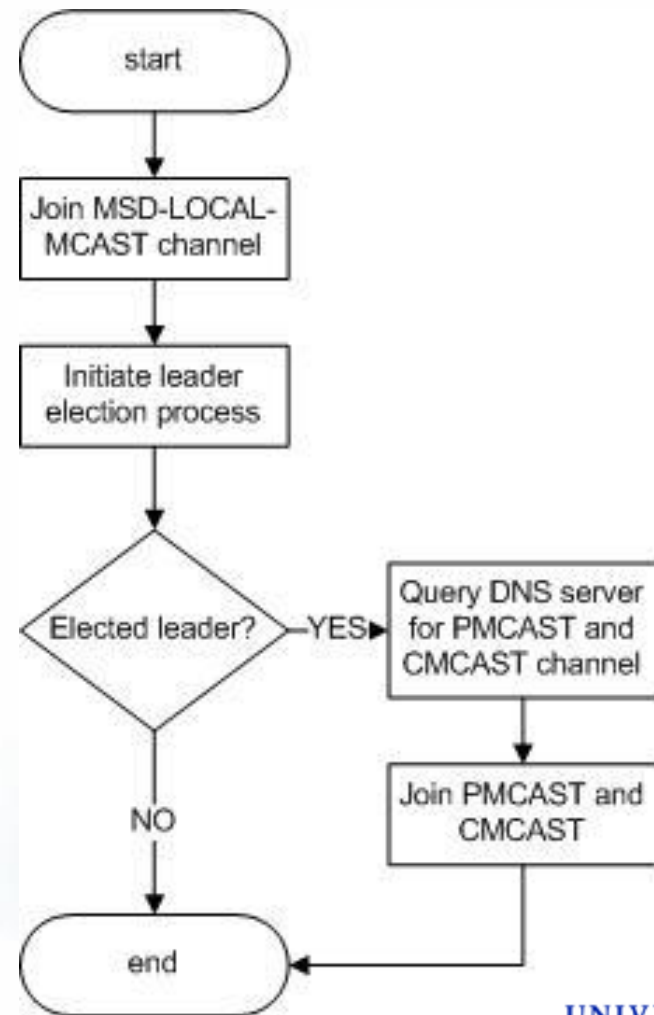 start
Join MSD-LOCAL-
MCAST channel
Initiate leader
election process
Elected leader?
YES
Query DNS server
for PMCAST and
CMCAST channel
Join PMCAST and
CMCAST
NO
end